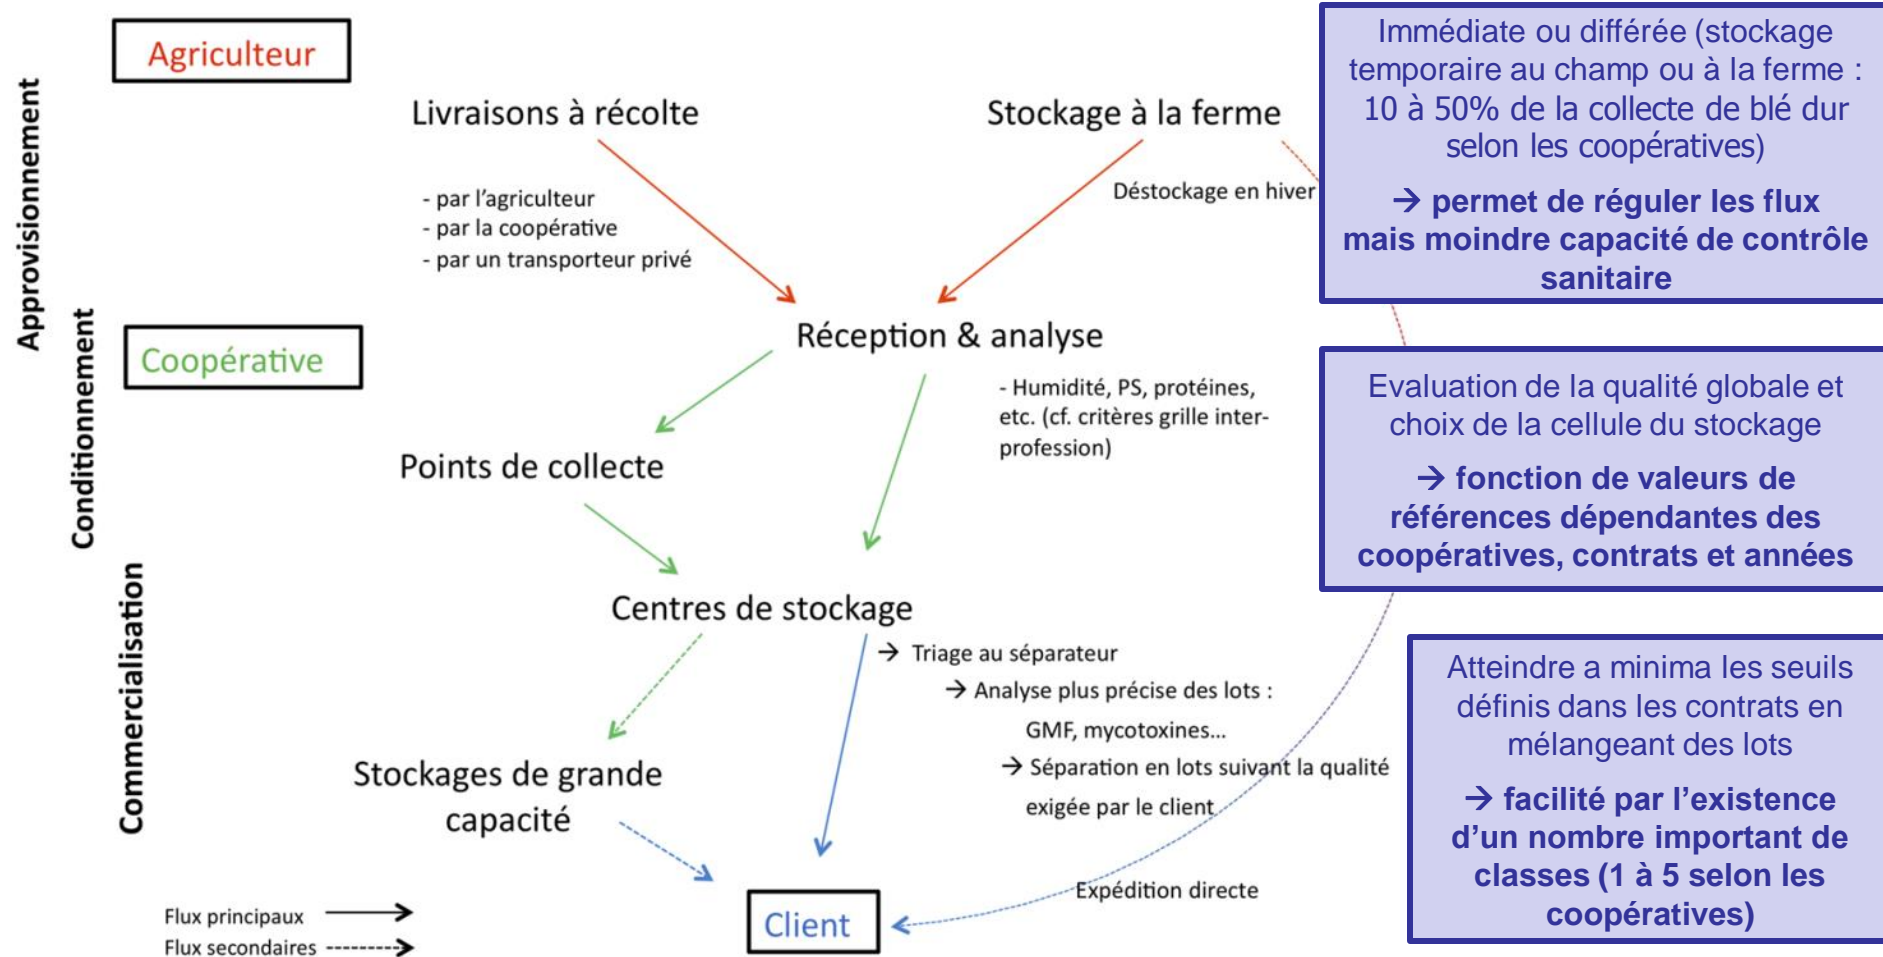 Approvisionnement
Agriculteur
Livraisons à récolte
- par l'agriculteur
- par la coopérative
- par un transporteur privé
Stockage à la ferme
Déstockage en hiver
Immédiate ou différée (stockage
temporaire au champ ou à la ferme :
10 à 50% de la collecte de blé dur
selon les coopératives)
→ permet de réguler les flux
mais moindre capacité de contrôle
sanitaire
Conditionnement
Coopérative
Réception & analyse
- Humidité, PS, protéines,
etc. (cf. critères grille inter-
profession)
Points de collecte
Evaluation de la qualité globale et
choix de la cellule du stockage
→ fonction de valeurs de
références dépendantes des
coopératives, contrats et années
Commercialisation
Centres de stockage
→ Triage au séparateur
→ Analyse plus précise des lots :
GMF, mycotoxines...
→ Séparation en lots suivant la qualité
exigée par le client
Stockages de grande
capacité
Atteindre a minima les seuils
définis dans les contrats en
mélangeant des lots
→ facilité par l'existence
d'un nombre important de
classes (1 à 5 selon les
coopératives)
Expédition directe
Client
Flux principaux
Flux secondaires